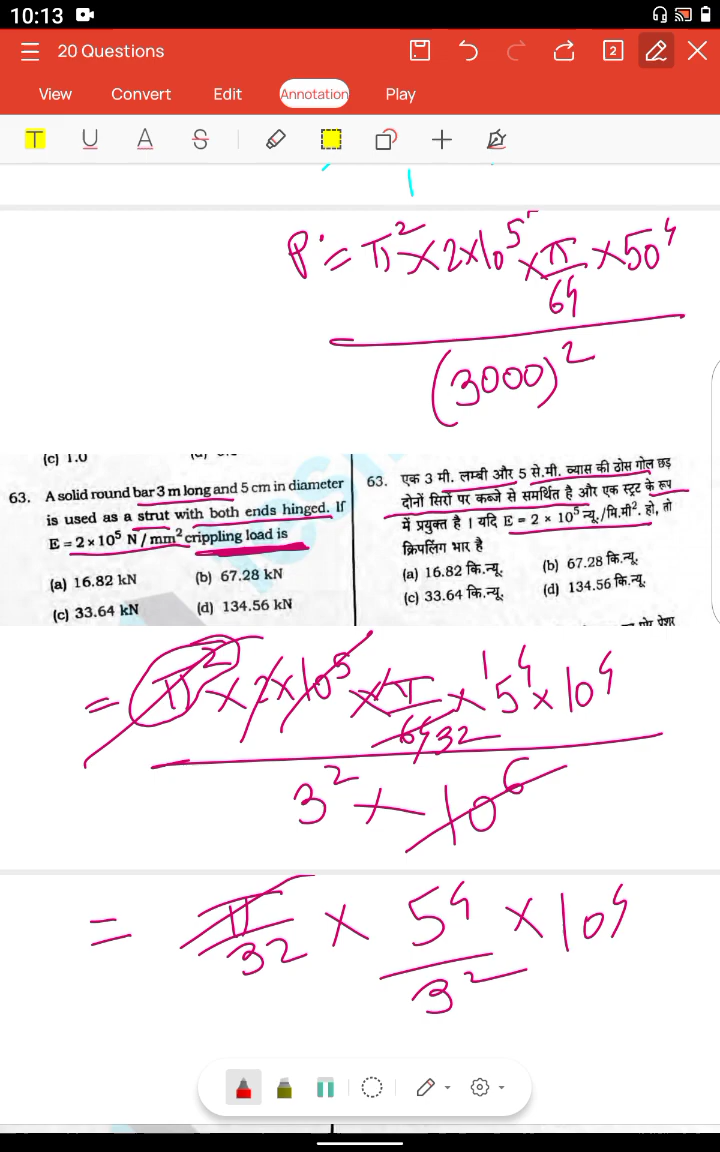 10:13
20 Questions
2
View Convert Edit Annotation Play
T U A S
P = π² × 2×10⁵ × π/64 × 50⁴
(3000)²
(c) 1.0
63. A solid round bar 3 m long and 5 cm in diameter
is used as a strut with both ends hinged. If
E = 2 × 10⁵ N / mm² crippling load is
(a) 16.82 kN (b) 67.28 kN
(c) 33.64 kN (d) 134.56 kN
63. एक 3 मी. लम्बी और 5 से.मी. व्यास की ठोस गोल छड़
दोनों सिरों पर कब्जे से समर्थित है और एक स्ट्रट के रूप
में प्रयुक्त है । यदि E = 2 × 10⁵ न्यू./मि.मी². हो, तो
क्रिपलिंग भार है
(a) 16.82 कि.न्यू. (b) 67.28 कि.न्यू.
(c) 33.64 कि.न्यू. (d) 134.56 कि.न्यू.
= π² × 2×10⁵ × π/64 32 × 5⁴ × 10⁴
3² × 10⁶
= π/32 × 5⁴/3² × 10⁴